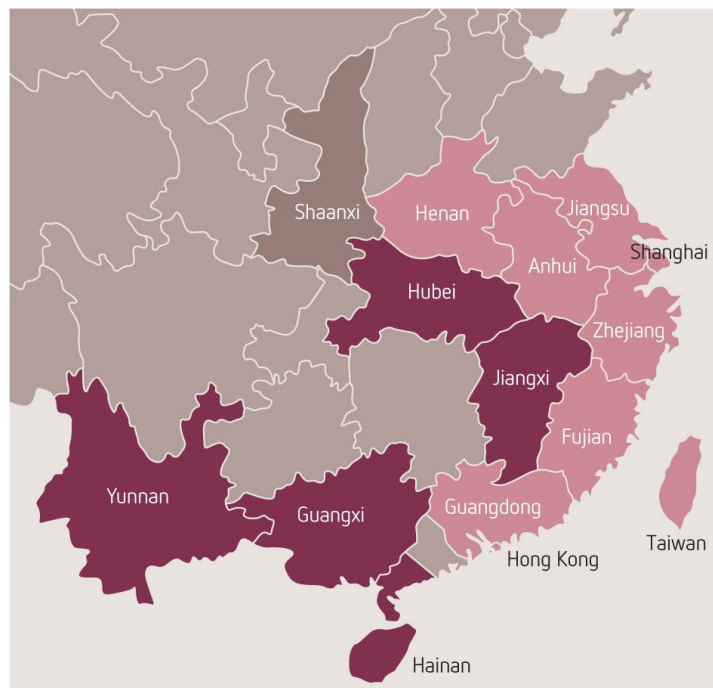 Shaanxi
Henan
Jiangsu
Shanghai
Anhui
Hubei
Zhejiang
Jiangxi
Fujian
Yunnan
Guangxi
Guangdong
Taiwan
Hong Kong
Hainan